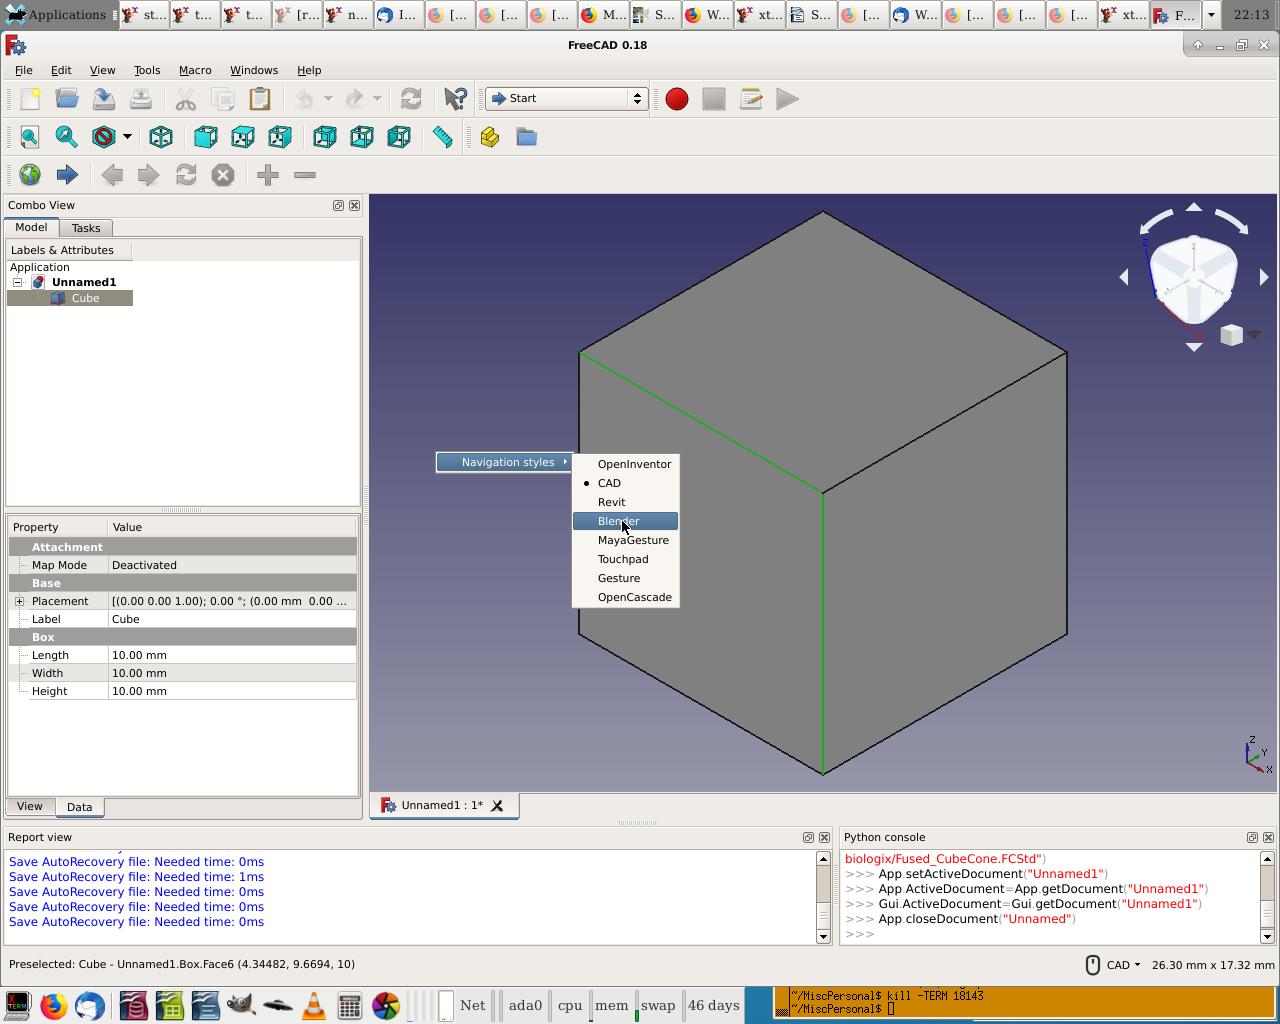 Applications st... t... t... [r... n... I... [... [... [... M... S... W... xt... S... [... W... [... [... [... xt... F... 22:13
FreeCAD 0.18
File Edit View Tools Macro Windows Help
Start
Combo View
Model Tasks
Labels & Attributes
Application
Unnamed1
Cube
Navigation styles
OpenInventor
CAD
Revit
Blender
MayaGesture
Touchpad
Gesture
OpenCascade
Z
Z
Y
X
Property Value
Attachment
Map Mode Deactivated
Base
Placement [(0.00 0.00 1.00); 0.00 °; (0.00 mm 0.00 ...
Label Cube
Box
Length 10.00 mm
Width 10.00 mm
Height 10.00 mm
View Data
Unnamed1 : 1*
Report view
Save AutoRecovery file: Needed time: 0ms
Save AutoRecovery file: Needed time: 1ms
Save AutoRecovery file: Needed time: 0ms
Save AutoRecovery file: Needed time: 0ms
Save AutoRecovery file: Needed time: 0ms
Python console
biologix/Fused_CubeCone.FCStd")
>>> App.setActiveDocument("Unnamed1")
>>> App.ActiveDocument=App.getDocument("Unnamed1")
>>> Gui.ActiveDocument=Gui.getDocument("Unnamed1")
>>> App.closeDocument("Unnamed")
>>>
Preselected: Cube - Unnamed1.Box.Face6 (4.34482, 9.6694, 10)
CAD 26.30 mm x 17.32 mm
XTERM
Net ada0 cpu mem swap 46 days
~/MiscPersonal$ kill -TERM 18143
~/MiscPersonal$